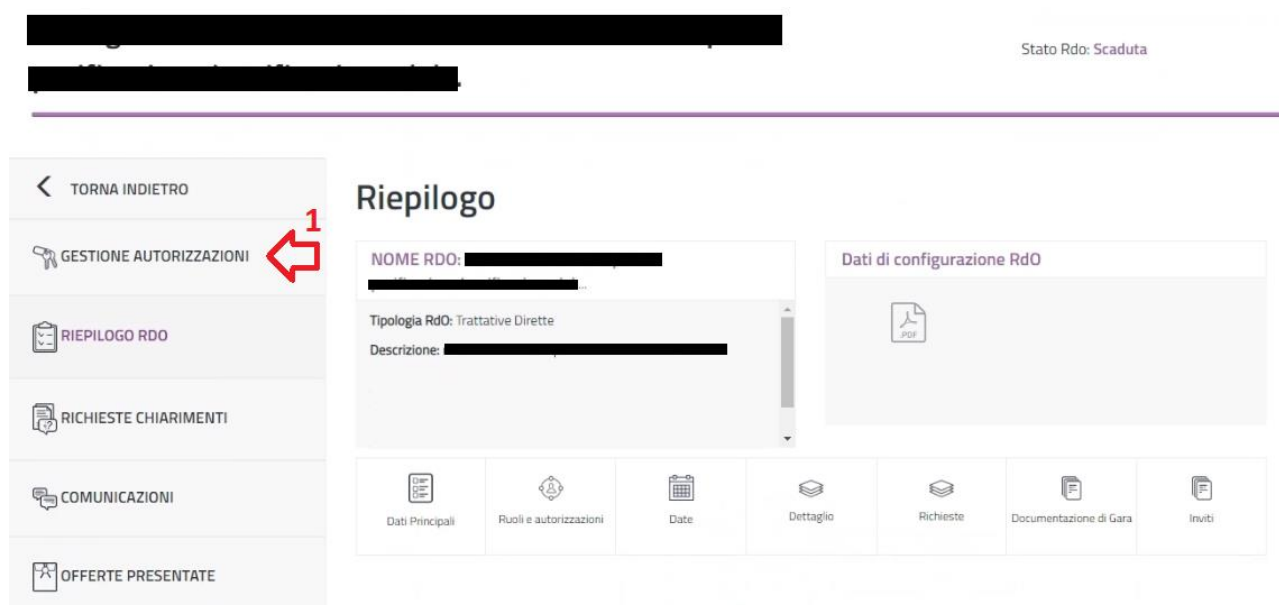 Stato Rdo: Scaduta
TORNA INDIETRO
1
GESTIONE AUTORIZZAZIONI
RIEPILOGO RDO
RICHIESTE CHIARIMENTI
COMUNICAZIONI
OFFERTE PRESENTATE
Riepilogo
NOME RDO:
Dati di configurazione RdO
Tipologia RdO: Trattative Dirette
Descrizione:
PDF
Dati Principali
Ruoli e autorizzazioni
Date
Dettaglio
Richieste
Documentazione di Gara
Inviti